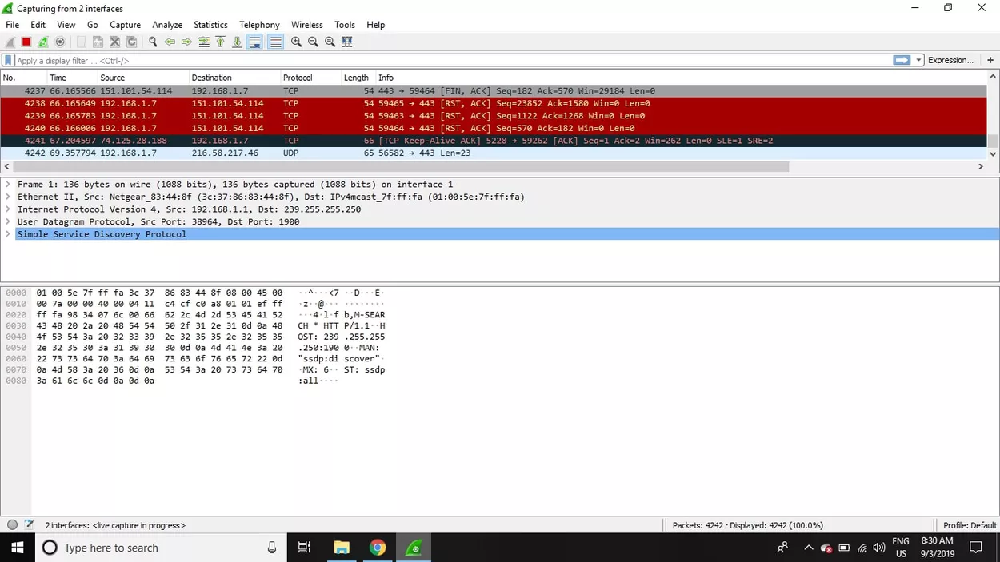 Capturing from 2 interfaces
File Edit View Go Capture Analyze Statistics Telephony Wireless Tools Help
Apply a display filter ... <Ctrl-/> Expression... +
No. Time Source Destination Protocol Length Info
4237 66.165566 151.101.54.114 192.168.1.7 TCP 54 443 → 59464 [FIN, ACK] Seq=182 Ack=570 Win=29184 Len=0
4238 66.165649 192.168.1.7 151.101.54.114 TCP 54 59465 → 443 [RST, ACK] Seq=23852 Ack=1580 Win=0 Len=0
4239 66.165783 192.168.1.7 151.101.54.114 TCP 54 59463 → 443 [RST, ACK] Seq=1122 Ack=1268 Win=0 Len=0
4240 66.166006 192.168.1.7 151.101.54.114 TCP 54 59464 → 443 [RST, ACK] Seq=570 Ack=182 Win=0 Len=0
4241 67.204597 74.125.28.188 192.168.1.7 TCP 66 [TCP Keep-Alive ACK] 5228 → 59262 [ACK] Seq=1 Ack=2 Win=262 Len=0 SLE=1 SRE=2
4242 69.357794 192.168.1.7 216.58.217.46 UDP 65 56582 → 443 Len=23
Frame 1: 136 bytes on wire (1088 bits), 136 bytes captured (1088 bits) on interface 1
Ethernet II, Src: Netgear_83:44:8f (3c:37:86:83:44:8f), Dst: IPv4mcast_7f:ff:fa (01:00:5e:7f:ff:fa)
Internet Protocol Version 4, Src: 192.168.1.1, Dst: 239.255.255.250
User Datagram Protocol, Src Port: 38964, Dst Port: 1900
Simple Service Discovery Protocol
0000 01 00 5e 7f ff fa 3c 37 86 83 44 8f 08 00 45 00 ··^···<7 ··D···E·
0010 00 7a 00 00 40 00 04 11 c4 cf c0 a8 01 01 ef ff ·z··@··· ········
0020 ff fa 98 34 07 6c 00 66 62 2c 4d 2d 53 45 41 52 ···4·l·f b,M-SEAR
0030 43 48 20 2a 20 48 54 54 50 2f 31 2e 31 0d 0a 48 CH * HTT P/1.1··H
0040 4f 53 54 3a 20 32 33 39 2e 32 35 35 2e 32 35 35 OST: 239 .255.255
0050 2e 32 35 30 3a 31 39 30 30 0d 0a 4d 41 4e 3a 20 .250:190 0··MAN:
0060 22 73 73 64 70 3a 64 69 73 63 6f 76 65 72 22 0d "ssdp:di scover"·
0070 0a 4d 58 3a 20 36 0d 0a 53 54 3a 20 73 73 64 70 ·MX: 6·· ST: ssdp
0080 3a 61 6c 6c 0d 0a 0d 0a :all····
2 interfaces: <live capture in progress> Packets: 4242 · Displayed: 4242 (100.0%) Profile: Default
Type here to search
ENG
US
8:30 AM
9/3/2019